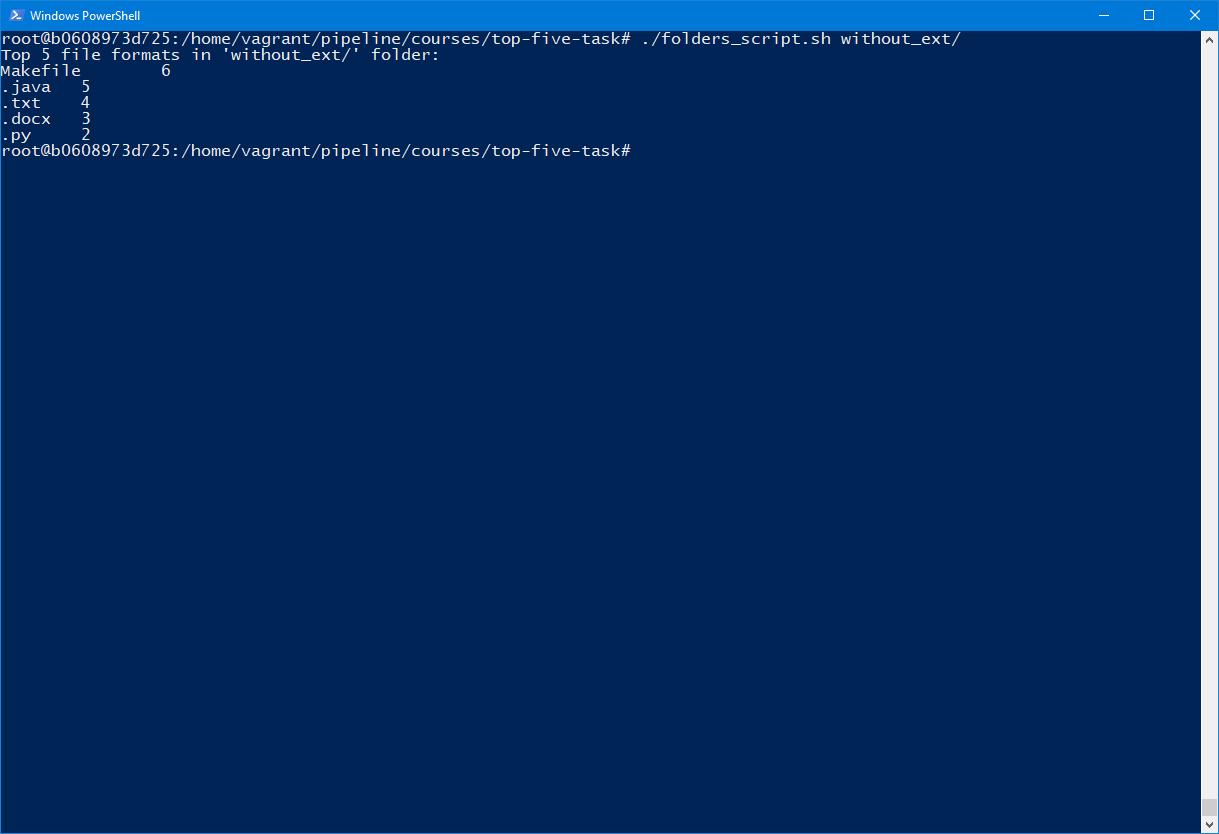 Windows PowerShell
root@b0608973d725:/home/vagrant/pipeline/courses/top-five-task# ./folders_script.sh without_ext/
Top 5 file formats in 'without_ext/' folder:
Makefile        6
.java   5
.txt    4
.docx   3
.py     2
root@b0608973d725:/home/vagrant/pipeline/courses/top-five-task#